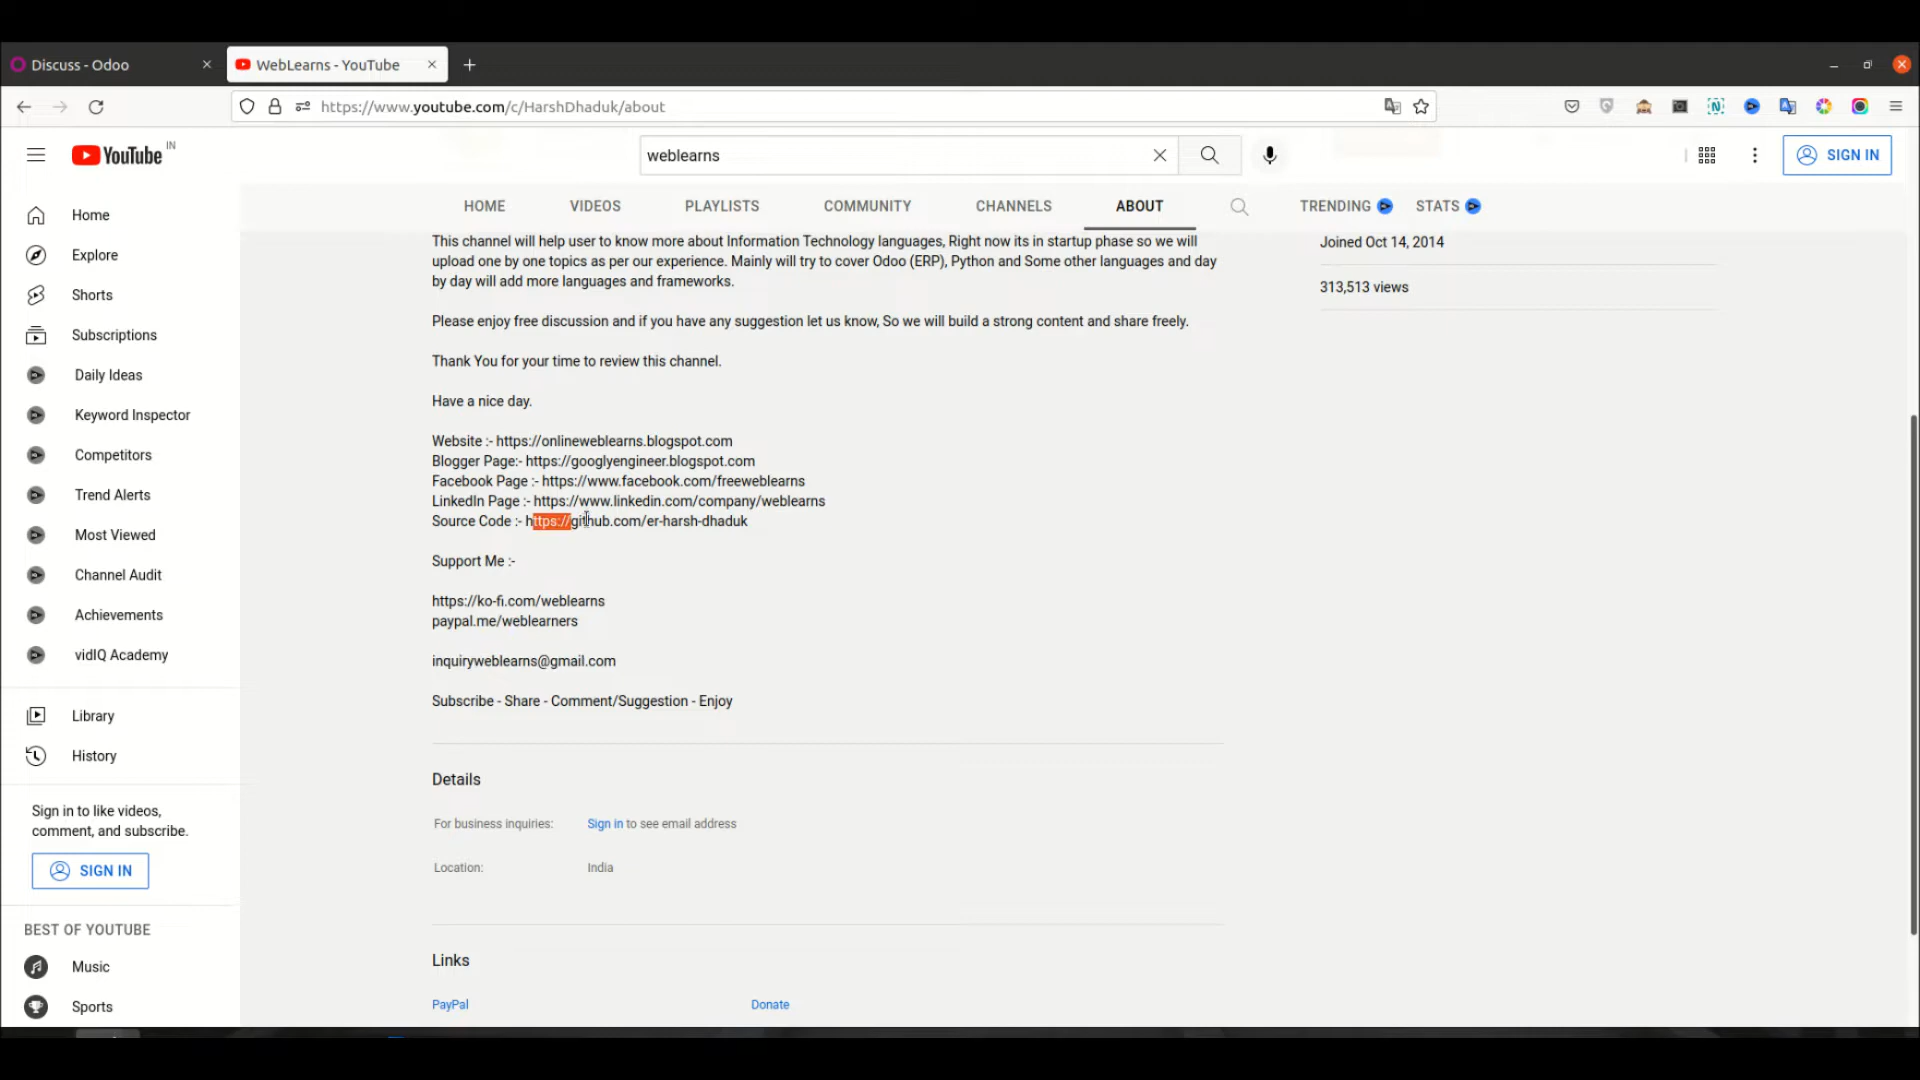 Discuss - Odoo
WebLearns - YouTube
https://www.youtube.com/c/HarshDhaduk/about
YouTube IN
weblearns
SIGN IN
HOME VIDEOS PLAYLISTS COMMUNITY CHANNELS ABOUT TRENDING STATS
Home
Explore
Shorts
Subscriptions
Daily Ideas
Keyword Inspector
Competitors
Trend Alerts
Most Viewed
Channel Audit
Achievements
vidIQ Academy
Library
History
Sign in to like videos,
comment, and subscribe.
SIGN IN
BEST OF YOUTUBE
Music
Sports
This channel will help user to know more about Information Technology languages, Right now its in startup phase so we will
upload one by one topics as per our experience. Mainly will try to cover Odoo (ERP), Python and Some other languages and day
by day will add more languages and frameworks.
Please enjoy free discussion and if you have any suggestion let us know, So we will build a strong content and share freely.
Thank You for your time to review this channel.
Have a nice day.
Website :- https://onlineweblearns.blogspot.com
Blogger Page:- https://googlyengineer.blogspot.com
Facebook Page :- https://www.facebook.com/freeweblearns
LinkedIn Page :- https://www.linkedin.com/company/weblearns
Source Code :- https://github.com/er-harsh-dhaduk
Support Me :-
https://ko-fi.com/weblearns
paypal.me/weblearners
inquiryweblearns@gmail.com
Subscribe - Share - Comment/Suggestion - Enjoy
Details
For business inquiries: Sign in to see email address
Location: India
Links
PayPal Donate
Joined Oct 14, 2014
313,513 views